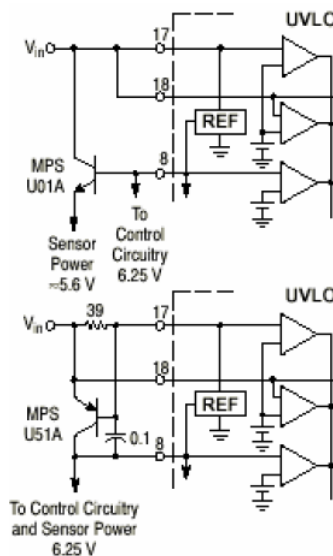 UVLO
Vin
17
18
REF
MPS
U01A
8
To
Control
Circuitry
6.25 V
Sensor
Power
≈5.6 V
UVLO
Vin
39
17
18
REF
MPS
U51A
0.1
8
To Control Circuitry
and Sensor Power
6.25 V